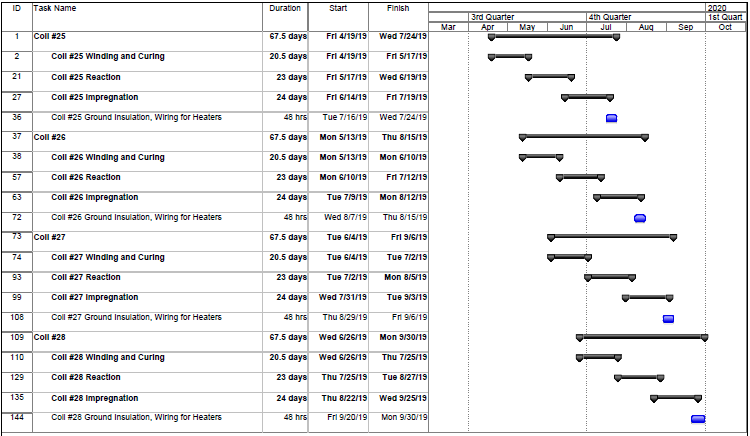 2020
ID Task Name Duration Start Finish 3rd Quarter 4th Quarter 1st Quart
Mar Apr May Jun Jul Aug Sep Oct
1 Coil #25 67.5 days Fri 4/19/19 Wed 7/24/19
2 Coil #25 Winding and Curing 20.5 days Fri 4/19/19 Fri 5/17/19
21 Coil #25 Reaction 23 days Fri 5/17/19 Wed 6/19/19
27 Coil #25 Impregnation 24 days Fri 6/14/19 Fri 7/19/19
36 Coil #25 Ground Insulation, Wiring for Heaters 48 hrs Tue 7/16/19 Wed 7/24/19
37 Coil #26 67.5 days Mon 5/13/19 Thu 8/15/19
38 Coil #26 Winding and Curing 20.5 days Mon 5/13/19 Mon 6/10/19
57 Coil #26 Reaction 23 days Mon 6/10/19 Fri 7/12/19
63 Coil #26 Impregnation 24 days Tue 7/9/19 Mon 8/12/19
72 Coil #26 Ground Insulation, Wiring for Heaters 48 hrs Wed 8/7/19 Thu 8/15/19
73 Coil #27 67.5 days Tue 6/4/19 Fri 9/6/19
74 Coil #27 Winding and Curing 20.5 days Tue 6/4/19 Tue 7/2/19
93 Coil #27 Reaction 23 days Tue 7/2/19 Mon 8/5/19
99 Coil #27 Impregnation 24 days Wed 7/31/19 Tue 9/3/19
108 Coil #27 Ground Insulation, Wiring for Heaters 48 hrs Thu 8/29/19 Fri 9/6/19
109 Coil #28 67.5 days Wed 6/26/19 Mon 9/30/19
110 Coil #28 Winding and Curing 20.5 days Wed 6/26/19 Thu 7/25/19
129 Coil #28 Reaction 23 days Thu 7/25/19 Tue 8/27/19
135 Coil #28 Impregnation 24 days Thu 8/22/19 Wed 9/25/19
144 Coil #28 Ground Insulation, Wiring for Heaters 48 hrs Fri 9/20/19 Mon 9/30/19